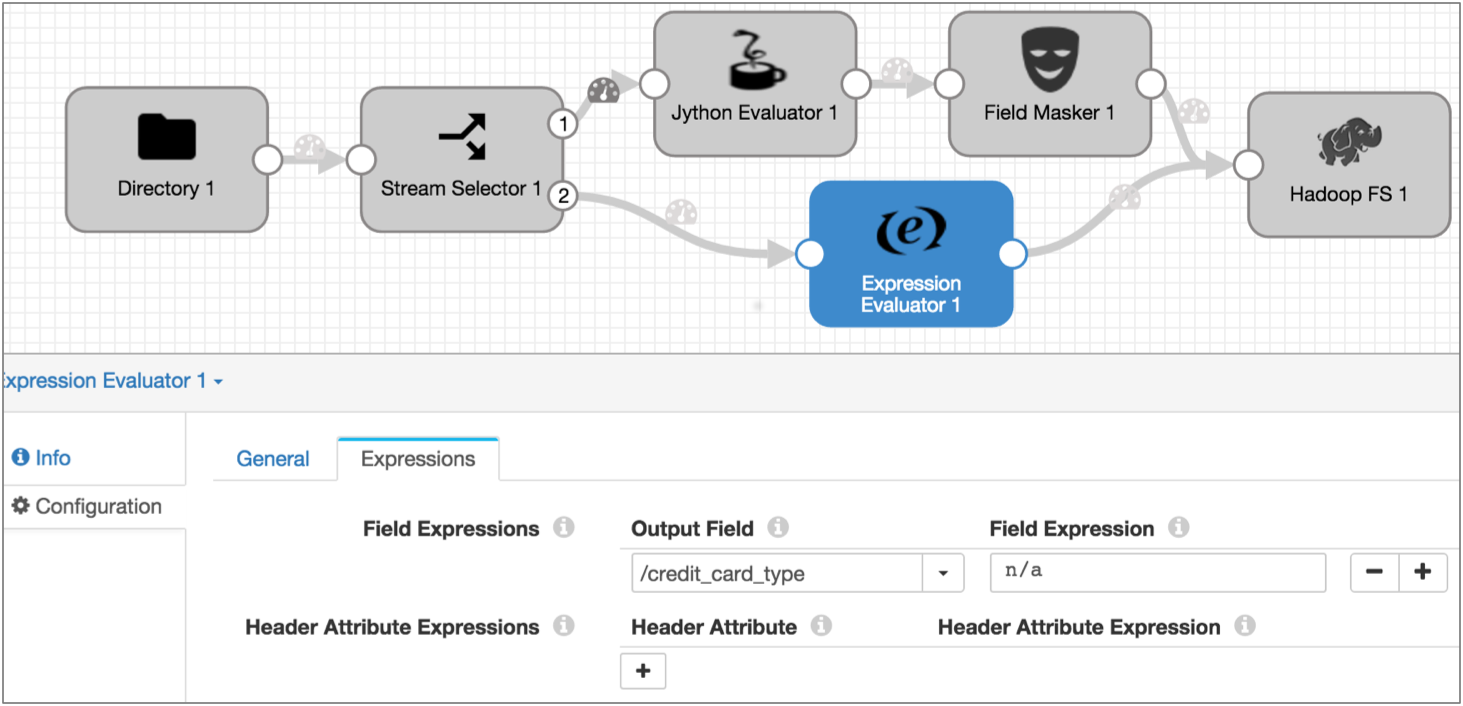 Directory 1
Stream Selector 1
1
2
Jython Evaluator 1
Field Masker 1
Expression
Evaluator 1
Hadoop FS 1
xpression Evaluator 1
Info
Configuration
General
Expressions
Field Expressions
Output Field
Field Expression
/credit_card_type
n/a
Header Attribute Expressions
Header Attribute
Header Attribute Expression